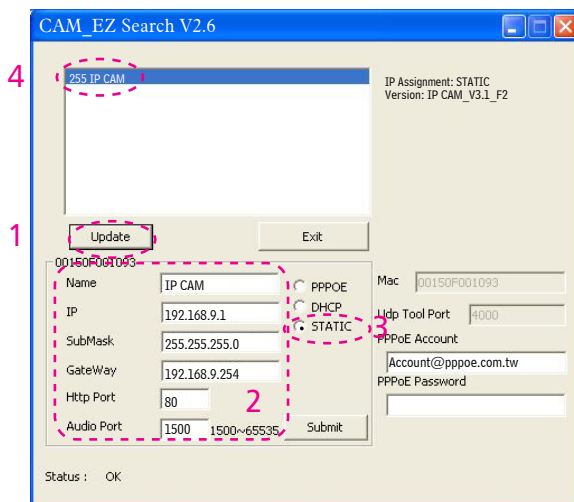 CAM_EZ Search V2.6
4
255 IP CAM
IP Assignment: STATIC
Version: IP CAM_V3.1_F2
1
Update
Exit
00150F001093
Name
IP CAM
PPPOE
Mac
00150F001093
IP
192.168.9.1
DHCP
Udp Tool Port
4000
STATIC
3
SubMask
255.255.255.0
PPPoE Account
Account@pppoe.com.tw
GateWay
192.168.9.254
PPPoE Password
Http Port
80
2
Audio Port
1500
1500~65535
Submit
Status : OK